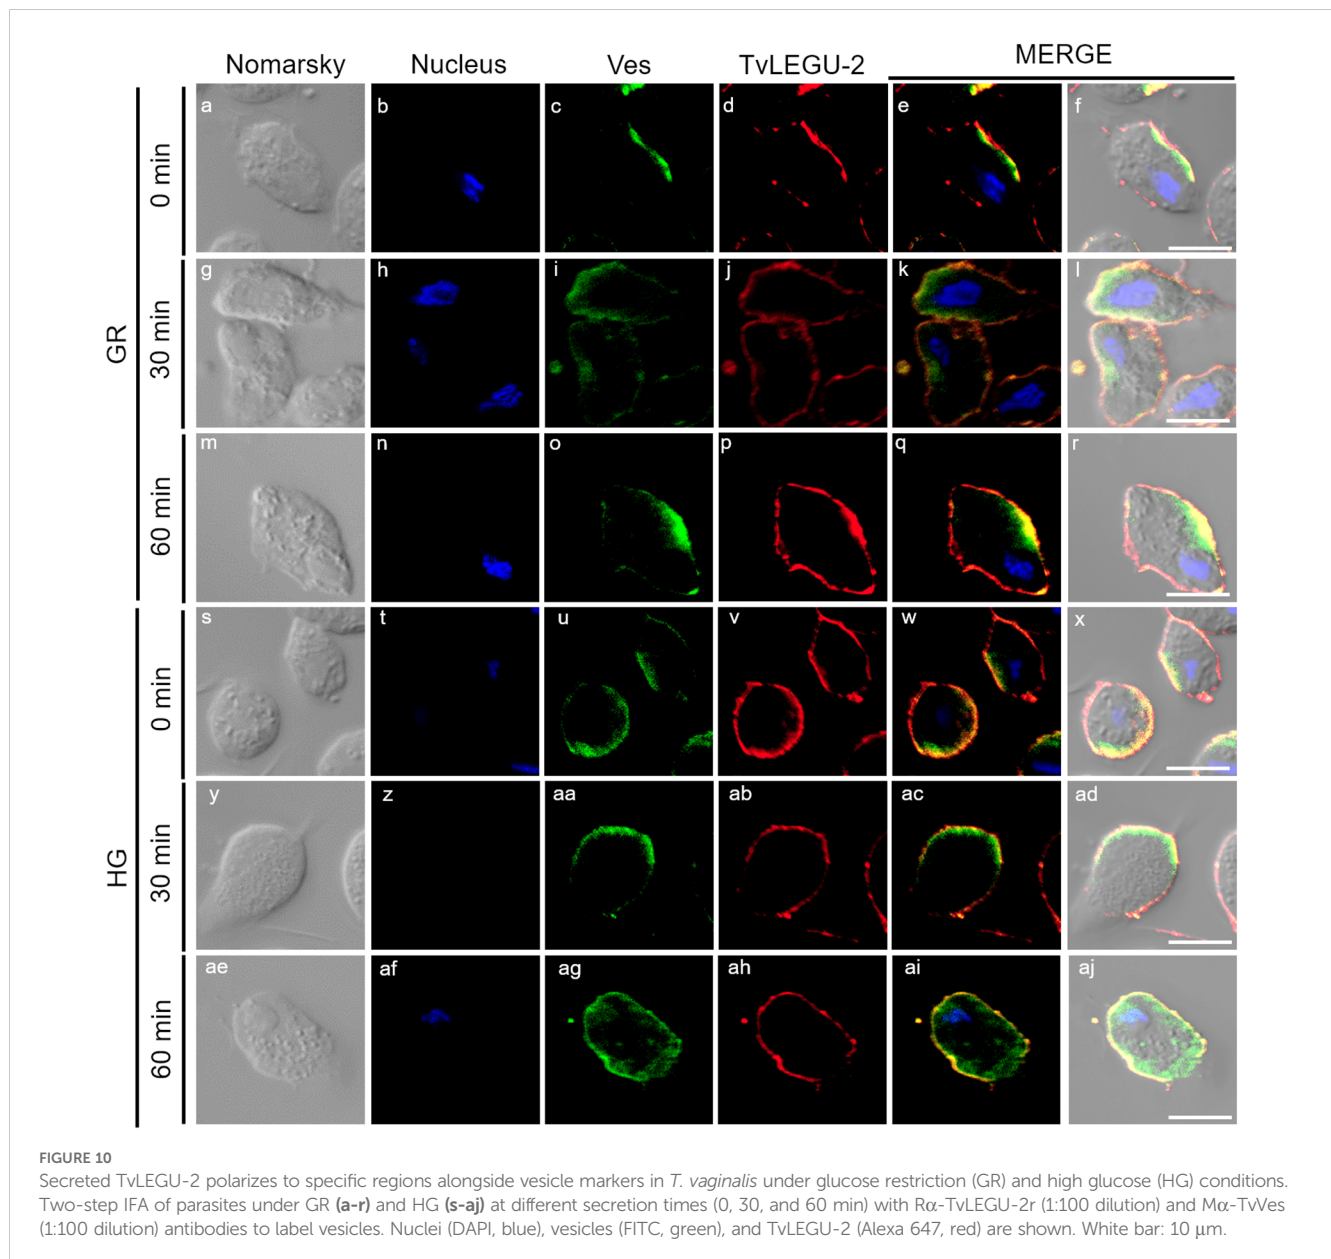 Nomarsky Nucleus Ves TvLEGU-2 MERGE
GR
0 min
a b c d e f
30 min
g h i j k l
60 min
m n o p q r
HG
0 min
s t u v w x
30 min
y z aa ab ac ad
60 min
ae af ag ah ai aj
FIGURE 10
Secreted TvLEGU-2 polarizes to specific regions alongside vesicle markers in T. vaginalis under glucose restriction (GR) and high glucose (HG) conditions.
Two-step IFA of parasites under GR (a-r) and HG (s-aj) at different secretion times (0, 30, and 60 min) with Rα-TvLEGU-2r (1:100 dilution) and Mα-TvVes
(1:100 dilution) antibodies to label vesicles. Nuclei (DAPI, blue), vesicles (FITC, green), and TvLEGU-2 (Alexa 647, red) are shown. White bar: 10 μm.